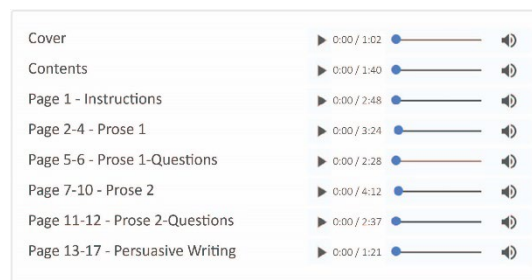 Cover 0:00 / 1:02
Contents 0:00 / 1:40
Page 1 - Instructions 0:00 / 2:48
Page 2-4 - Prose 1 0:00 / 3:24
Page 5-6 - Prose 1-Questions 0:00 / 2:28
Page 7-10 - Prose 2 0:00 / 4:12
Page 11-12 - Prose 2-Questions 0:00 / 2:37
Page 13-17 - Persuasive Writing 0:00 / 1:21